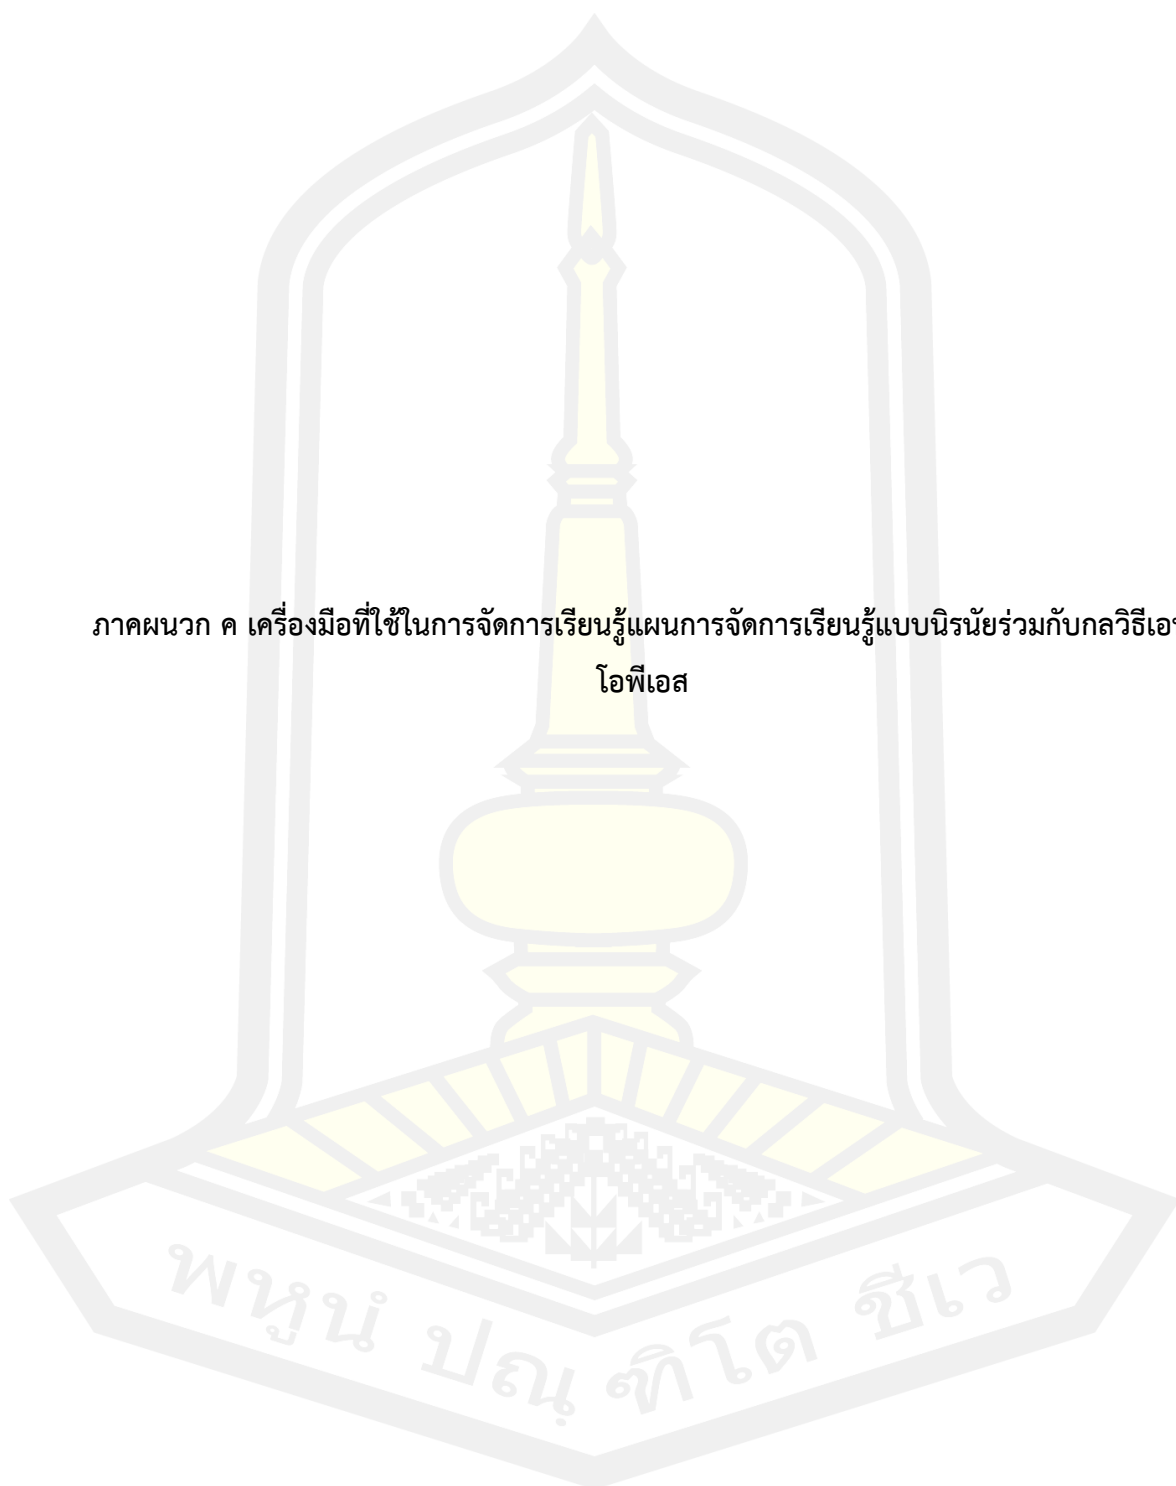 ภาคผนวก ค เครื่องมือที่ใช้ในการจัดการเรียนรู้แผนการจัดการเรียนรู้แบบนิรนัยร่วมกับกลวิธีเอ
โอพีเอส
พหูนํ ปณฺฑิโต ชีเว